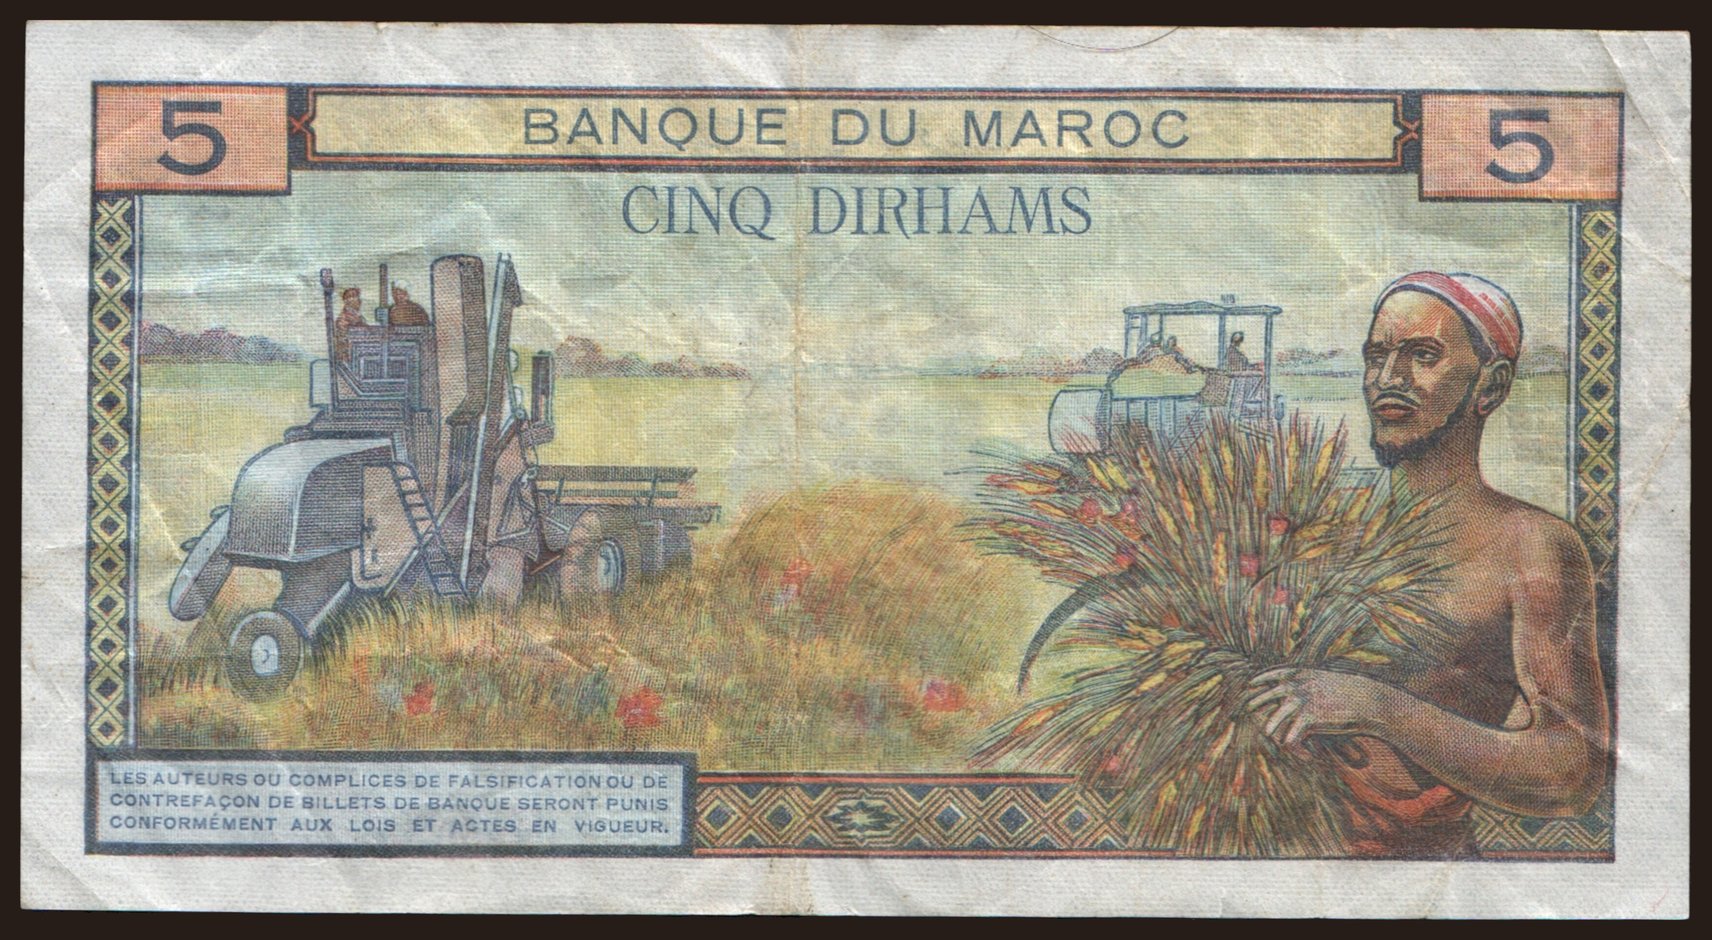 5 BANQUE DU MAROC 5
CINQ DIRHAMS
LES AUTEURS OU COMPLICES DE FALSIFICATION OU DE
CONTREFAÇON DE BILLETS DE BANQUE SERONT PUNIS
CONFORMÉMENT AUX LOIS ET ACTES EN VIGUEUR.